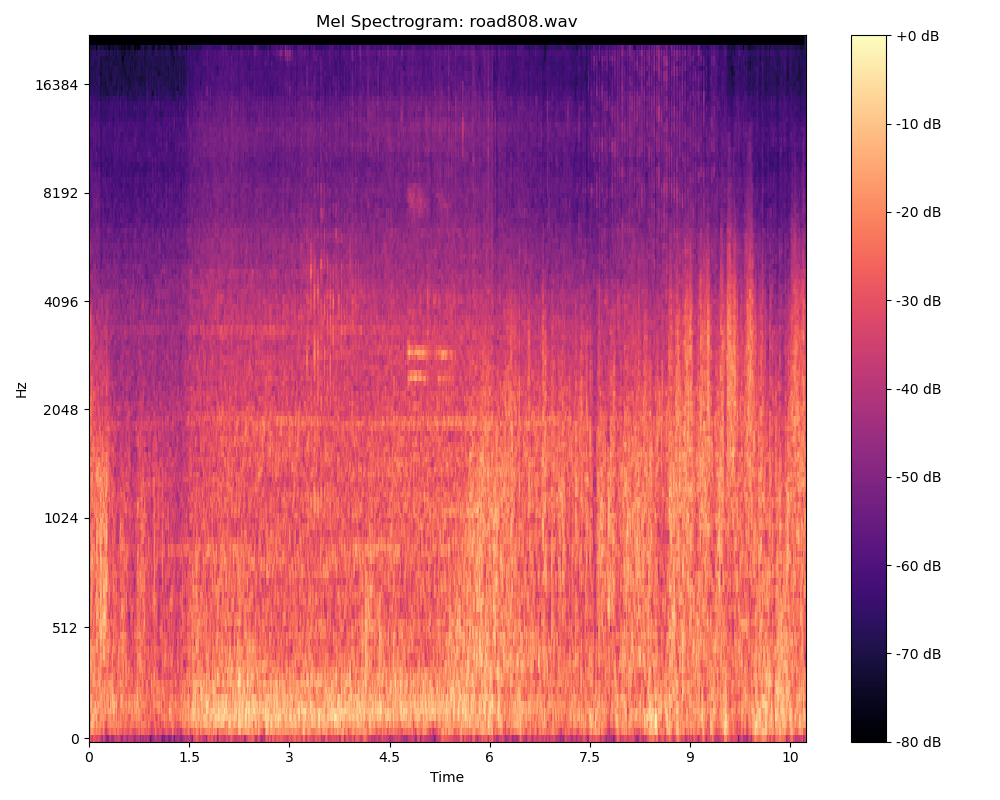 Mel Spectrogram: road808.wav
16384
8192
4096
2048
1024
512
0
Hz
0 1.5 3 4.5 6 7.5 9 10
Time
+0 dB
-10 dB
-20 dB
-30 dB
-40 dB
-50 dB
-60 dB
-70 dB
-80 dB